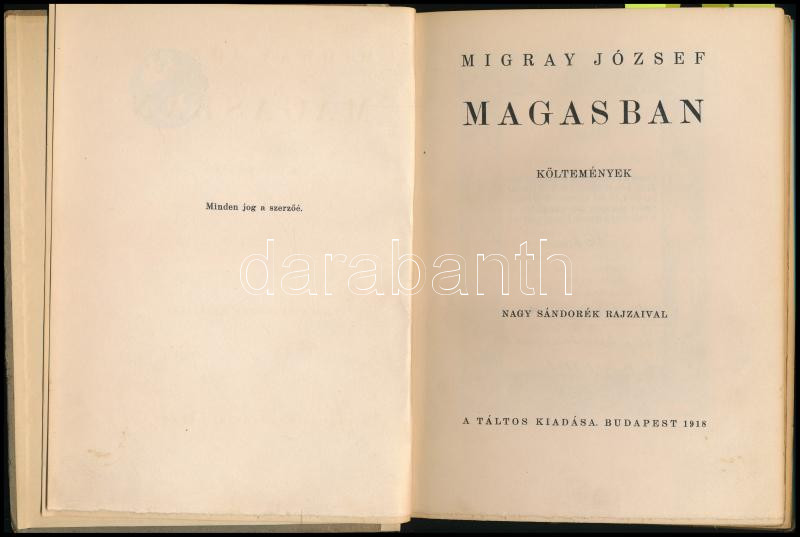 Minden jog a szerzőé.
MIGRAY JÓZSEF
MAGASBAN
KÖLTEMÉNYEK
darabanth
NAGY SÁNDORÉK RAJZAIVAL
A TÁLTOS KIADÁSA. BUDAPEST 1918